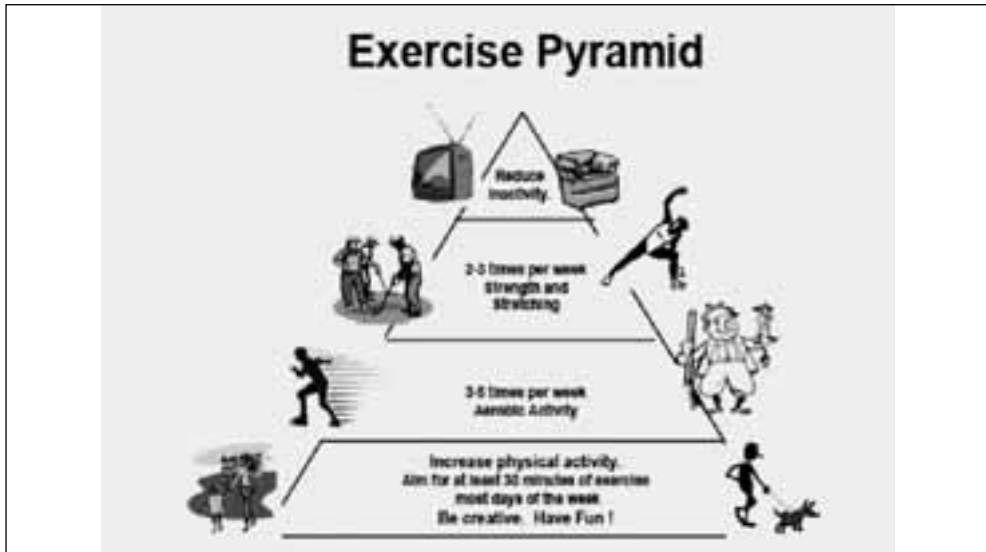 Exercise Pyramid
Reduce
Inactivity.
2-3 times per week
Strength and
Stretching
3-5 times per week
Aerobic Activity
Increase physical activity.
Aim for at least 30 minutes of exercise
most days of the week
Be creative. Have Fun !